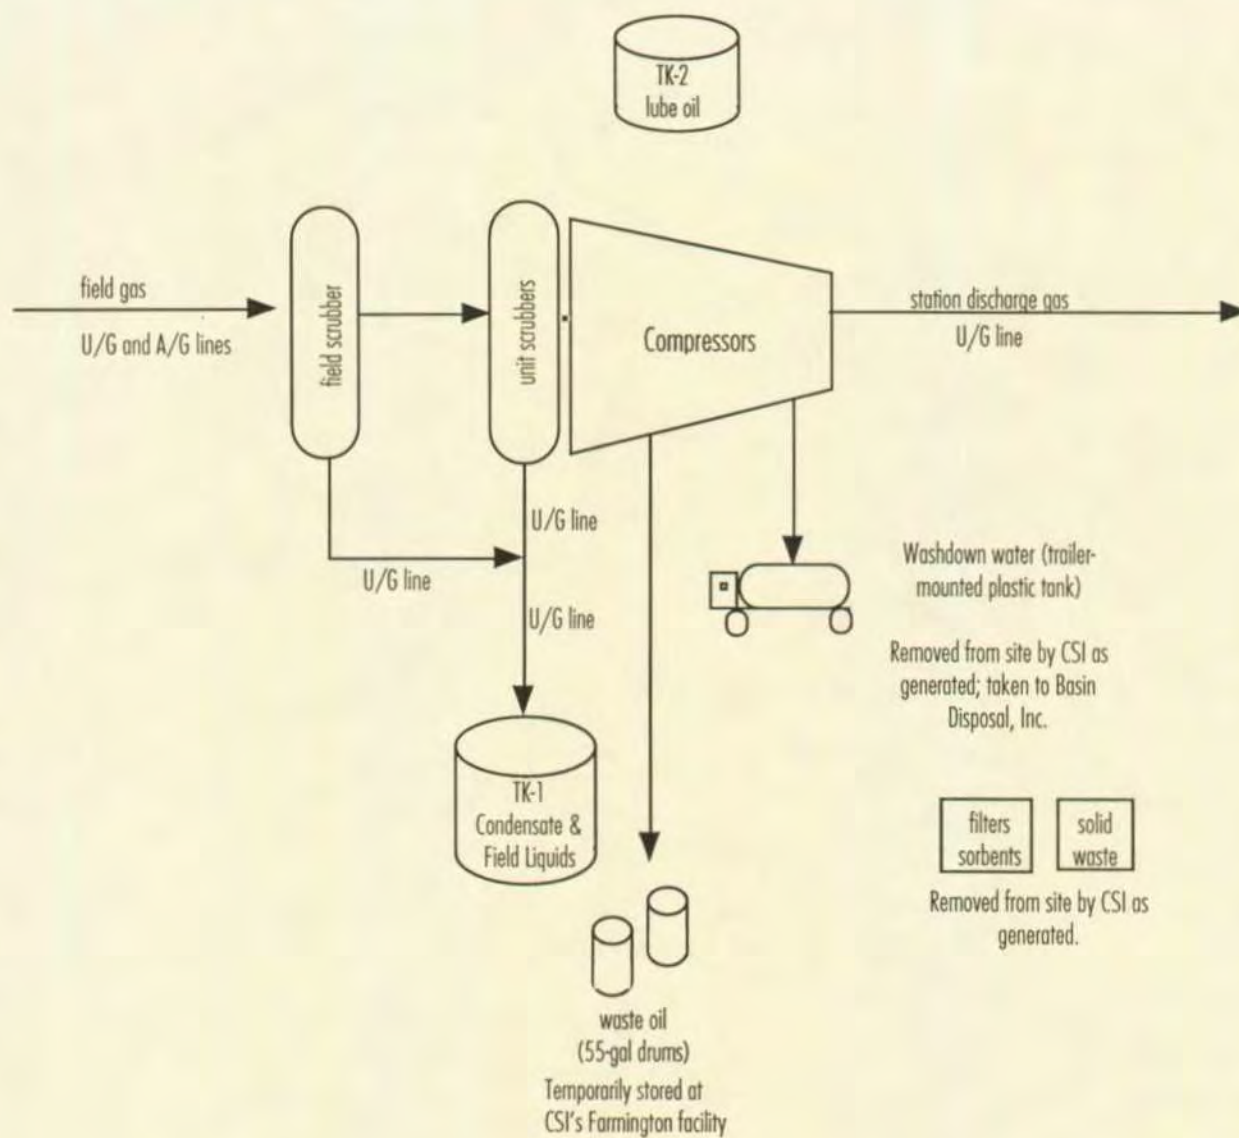 TK-2
lube oil
field gas
U/G and A/G lines
field scrubber
unit scrubbers
Compressors
station discharge gas
U/G line
U/G line
U/G line
U/G line
Washdown water (trailer-
mounted plastic tank)
Removed from site by CSI as
generated; taken to Basin
Disposal, Inc.
TK-1
Condensate &
Field Liquids
filters
sorbents
solid
waste
Removed from site by CSI as
generated.
waste oil
(55-gal drums)
Temporarily stored at
CSI's Farmington facility